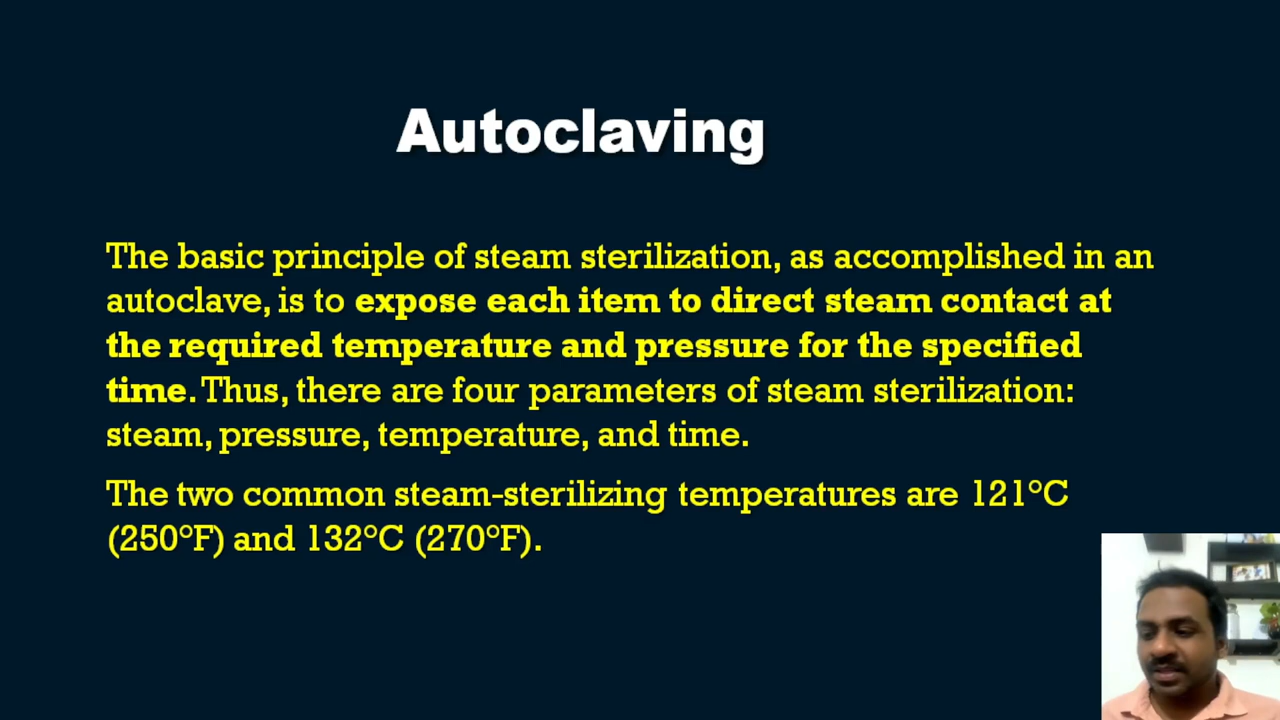 Autoclaving
The basic principle of steam sterilization, as accomplished in an
autoclave, is to expose each item to direct steam contact at
the required temperature and pressure for the specified
time. Thus, there are four parameters of steam sterilization:
steam, pressure, temperature, and time.
The two common steam-sterilizing temperatures are 121°C
(250°F) and 132°C (270°F).